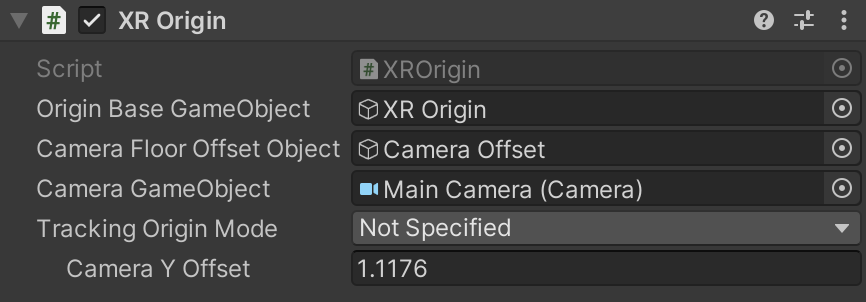 XR Origin
Script XROrigin
Origin Base GameObject XR Origin
Camera Floor Offset Object Camera Offset
Camera GameObject Main Camera (Camera)
Tracking Origin Mode Not Specified
Camera Y Offset 1.1176